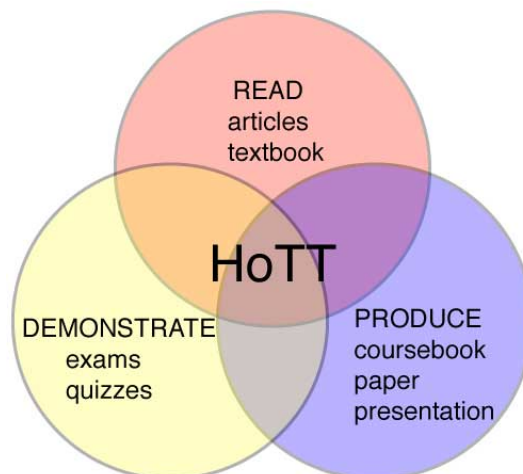 READ
articles
textbook
HoTT
DEMONSTRATE
exams
quizzes
PRODUCE
coursebook
paper
presentation